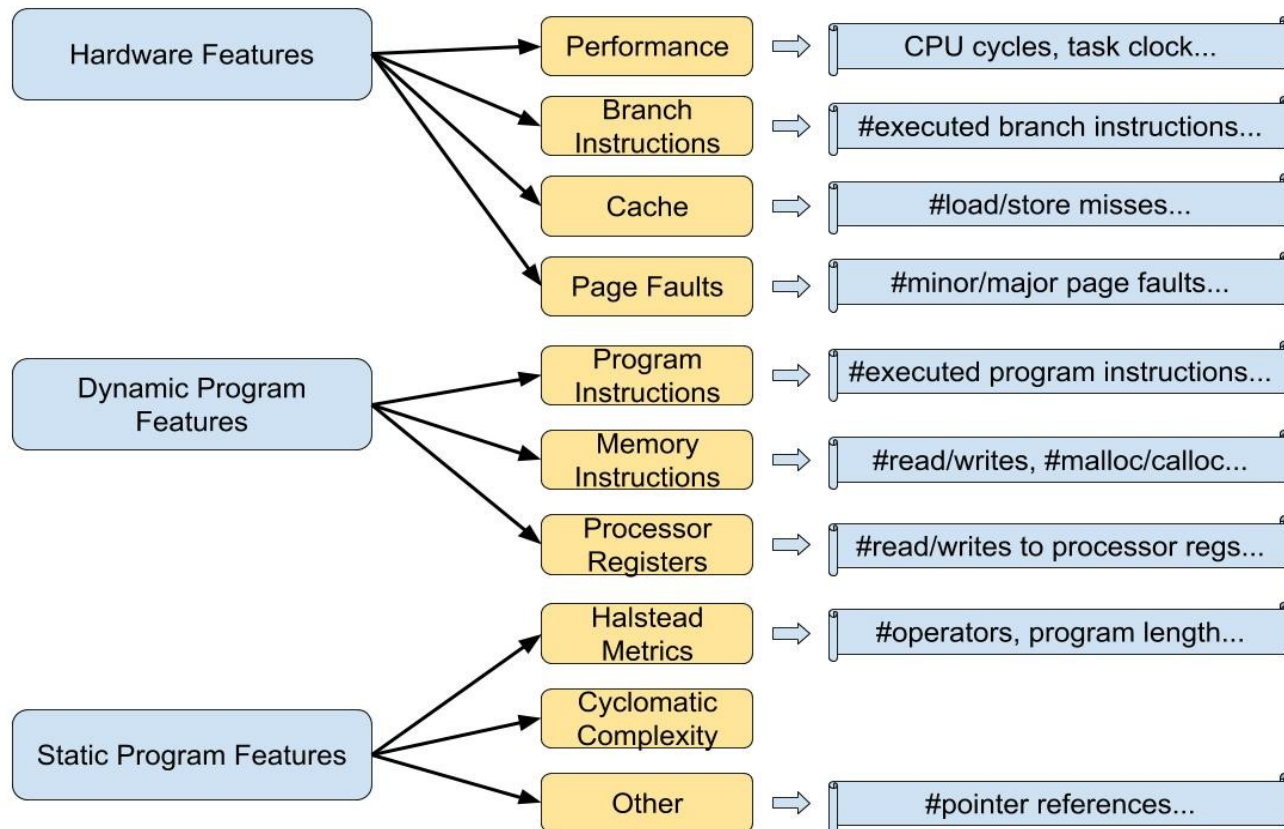 Hardware Features
Performance
CPU cycles, task clock...
Branch
Instructions
#executed branch instructions...
Cache
#load/store misses...
Page Faults
#minor/major page faults...
Dynamic Program
Features
Program
Instructions
#executed program instructions...
Memory
Instructions
#read/writes, #malloc/calloc...
Processor
Registers
#read/writes to processor regs...
Static Program Features
Halstead
Metrics
#operators, program length...
Cyclomatic
Complexity
Other
#pointer references...